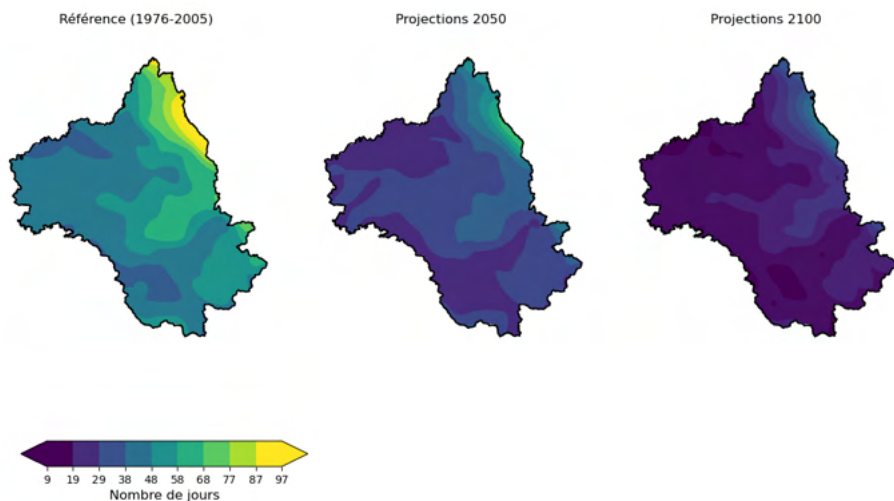 Référence (1976-2005)
Projections 2050
Projections 2100
9 19 29 38 48 58 68 77 87 97
Nombre de jours